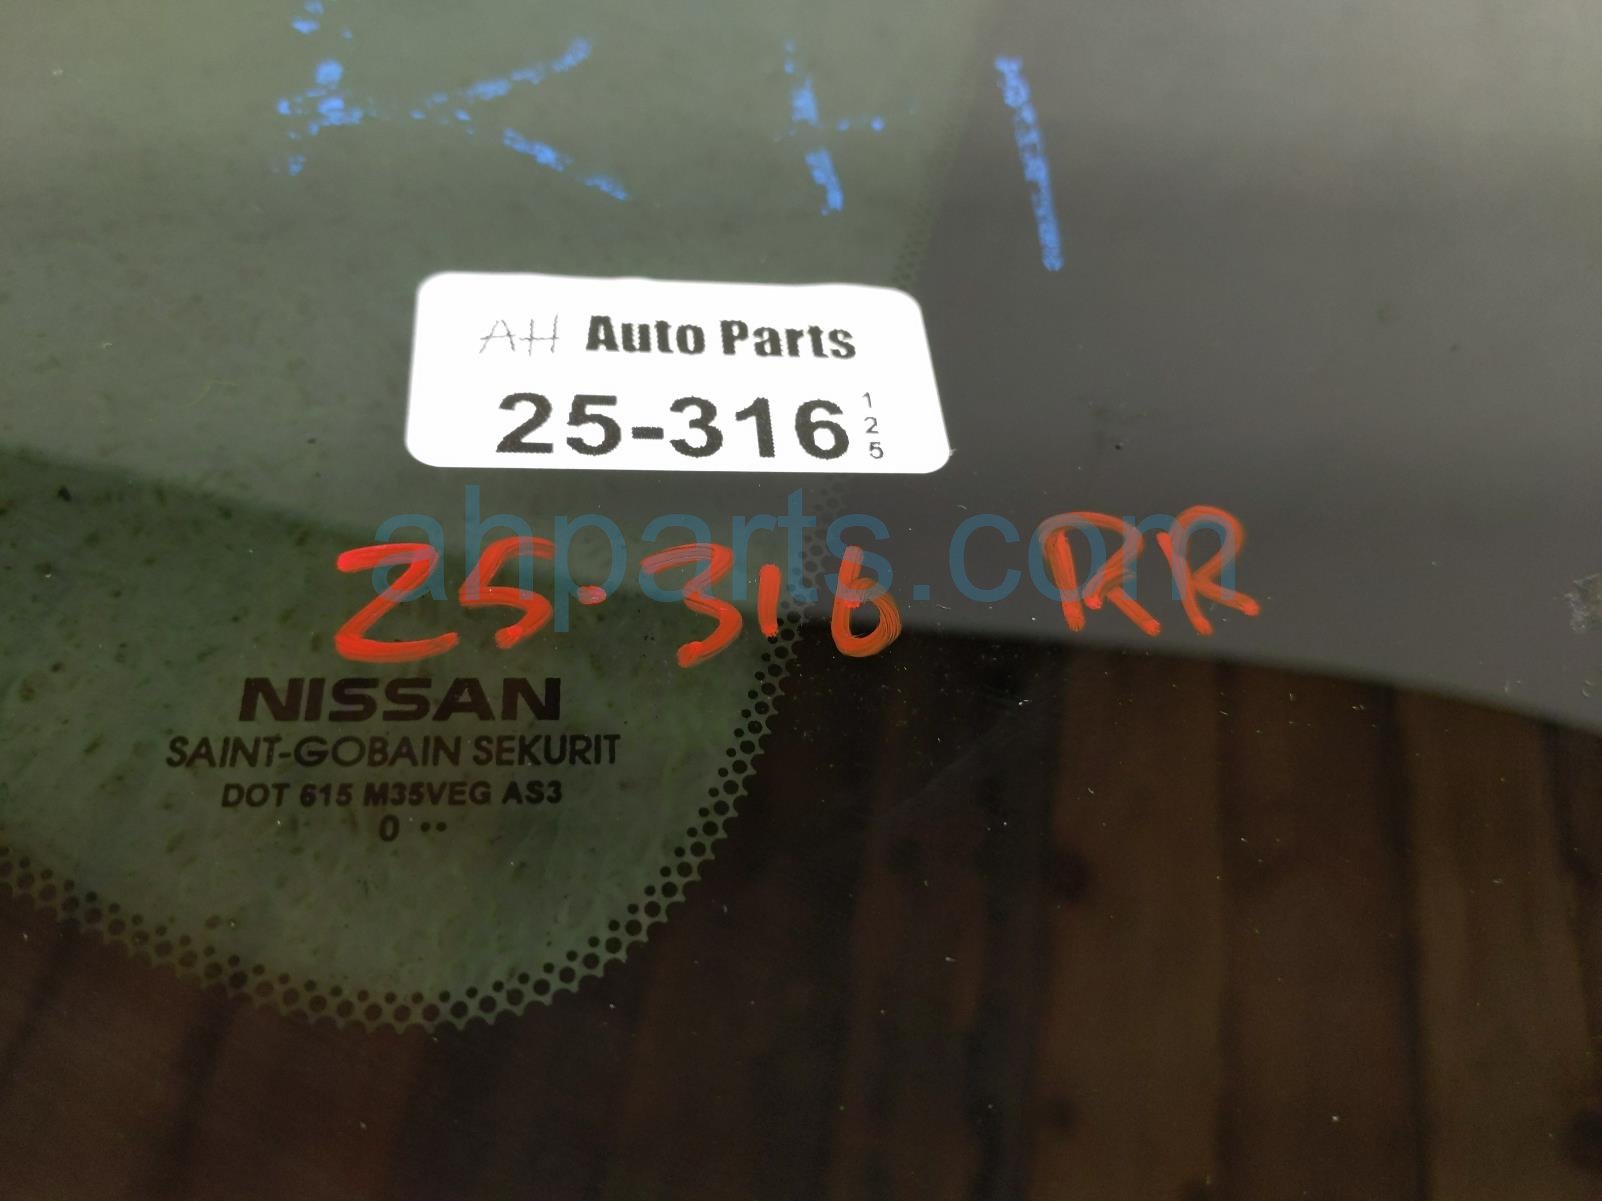 RH
AH Auto Parts
25-316
1
2
5
ahparts.com
25-316 RR
NISSAN
SAINT-GOBAIN SEKURIT
DOT 615 M35VEG AS3
0 ••